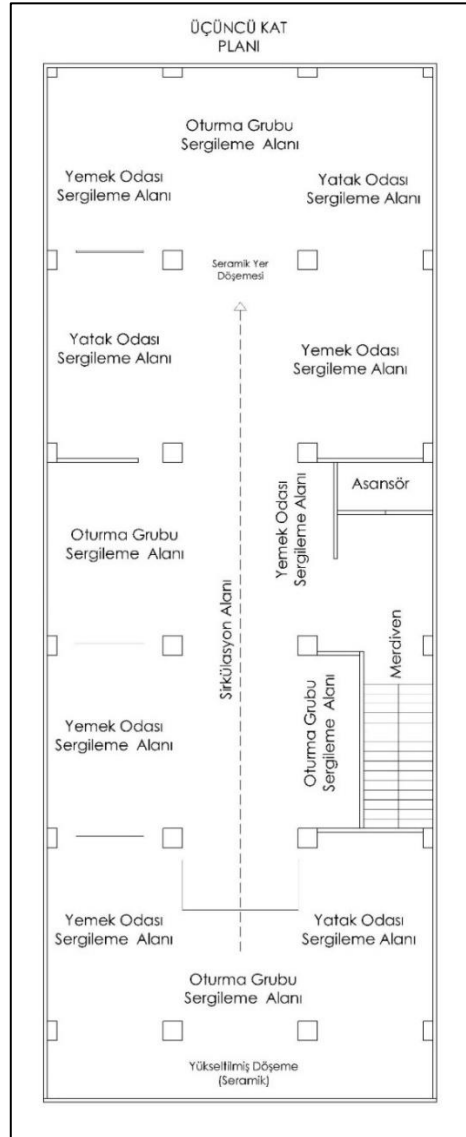 ÜÇÜNCÜ KAT
PLANI
Oturma Grubu
Sergileme Alanı
Yemek Odası
Sergileme Alanı
Yatak Odası
Sergileme Alanı
Seramik Yer
Döşemesi
Yatak Odası
Sergileme Alanı
Yemek Odası
Sergileme Alanı
Asansör
Yemek Odası
Sergileme Alanı
Oturma Grubu
Sergileme Alanı
Sirkülasyon Alanı
Merdiven
Oturma Grubu
Sergileme Alanı
Yemek Odası
Sergileme Alanı
Yemek Odası
Sergileme Alanı
Yatak Odası
Sergileme Alanı
Oturma Grubu
Sergileme Alanı
Yükseltilmiş Döşeme
(Seramik)